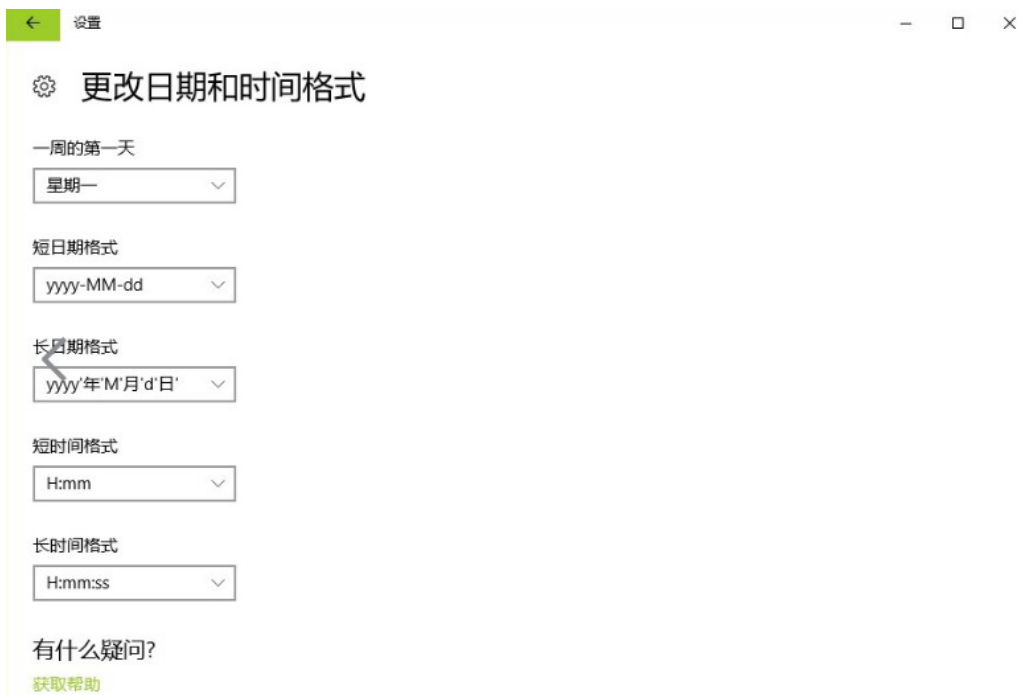 设置
更改日期和时间格式
一周的第一天
星期一
短日期格式
yyyy-MM-dd
长日期格式
yyyy'年'M'月'd'日'
短时间格式
H:mm
长时间格式
H:mm:ss
有什么疑问?
获取帮助